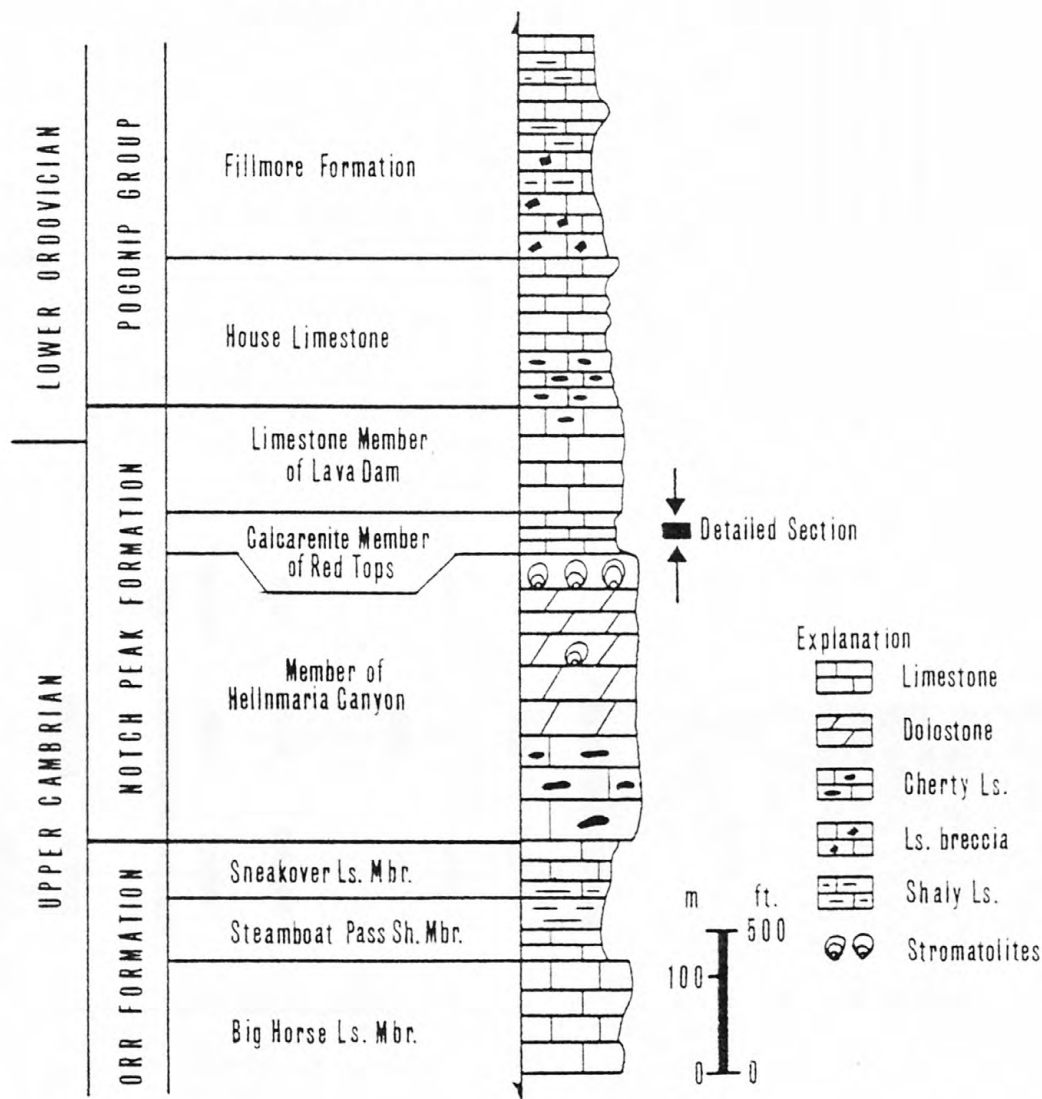 LOWER ORDOVICIAN
UPPER CAMBRIAN
POGONIP GROUP
NOTCH PEAK FORMATION
ORR FORMATION
Fillmore Formation
House Limestone
Limestone Member
of Lava Dam
Calcarenite Member
of Red Tops
Member of
Hellnmaria Canyon
Sneakover Ls. Mbr.
Steamboat Pass Sh. Mbr.
Big Horse Ls. Mbr.
Detailed Section
Explanation
Limestone
Dolostone
Cherty Ls.
Ls. breccia
Shaly Ls.
Stromatolites
m ft.
500
100
0 0